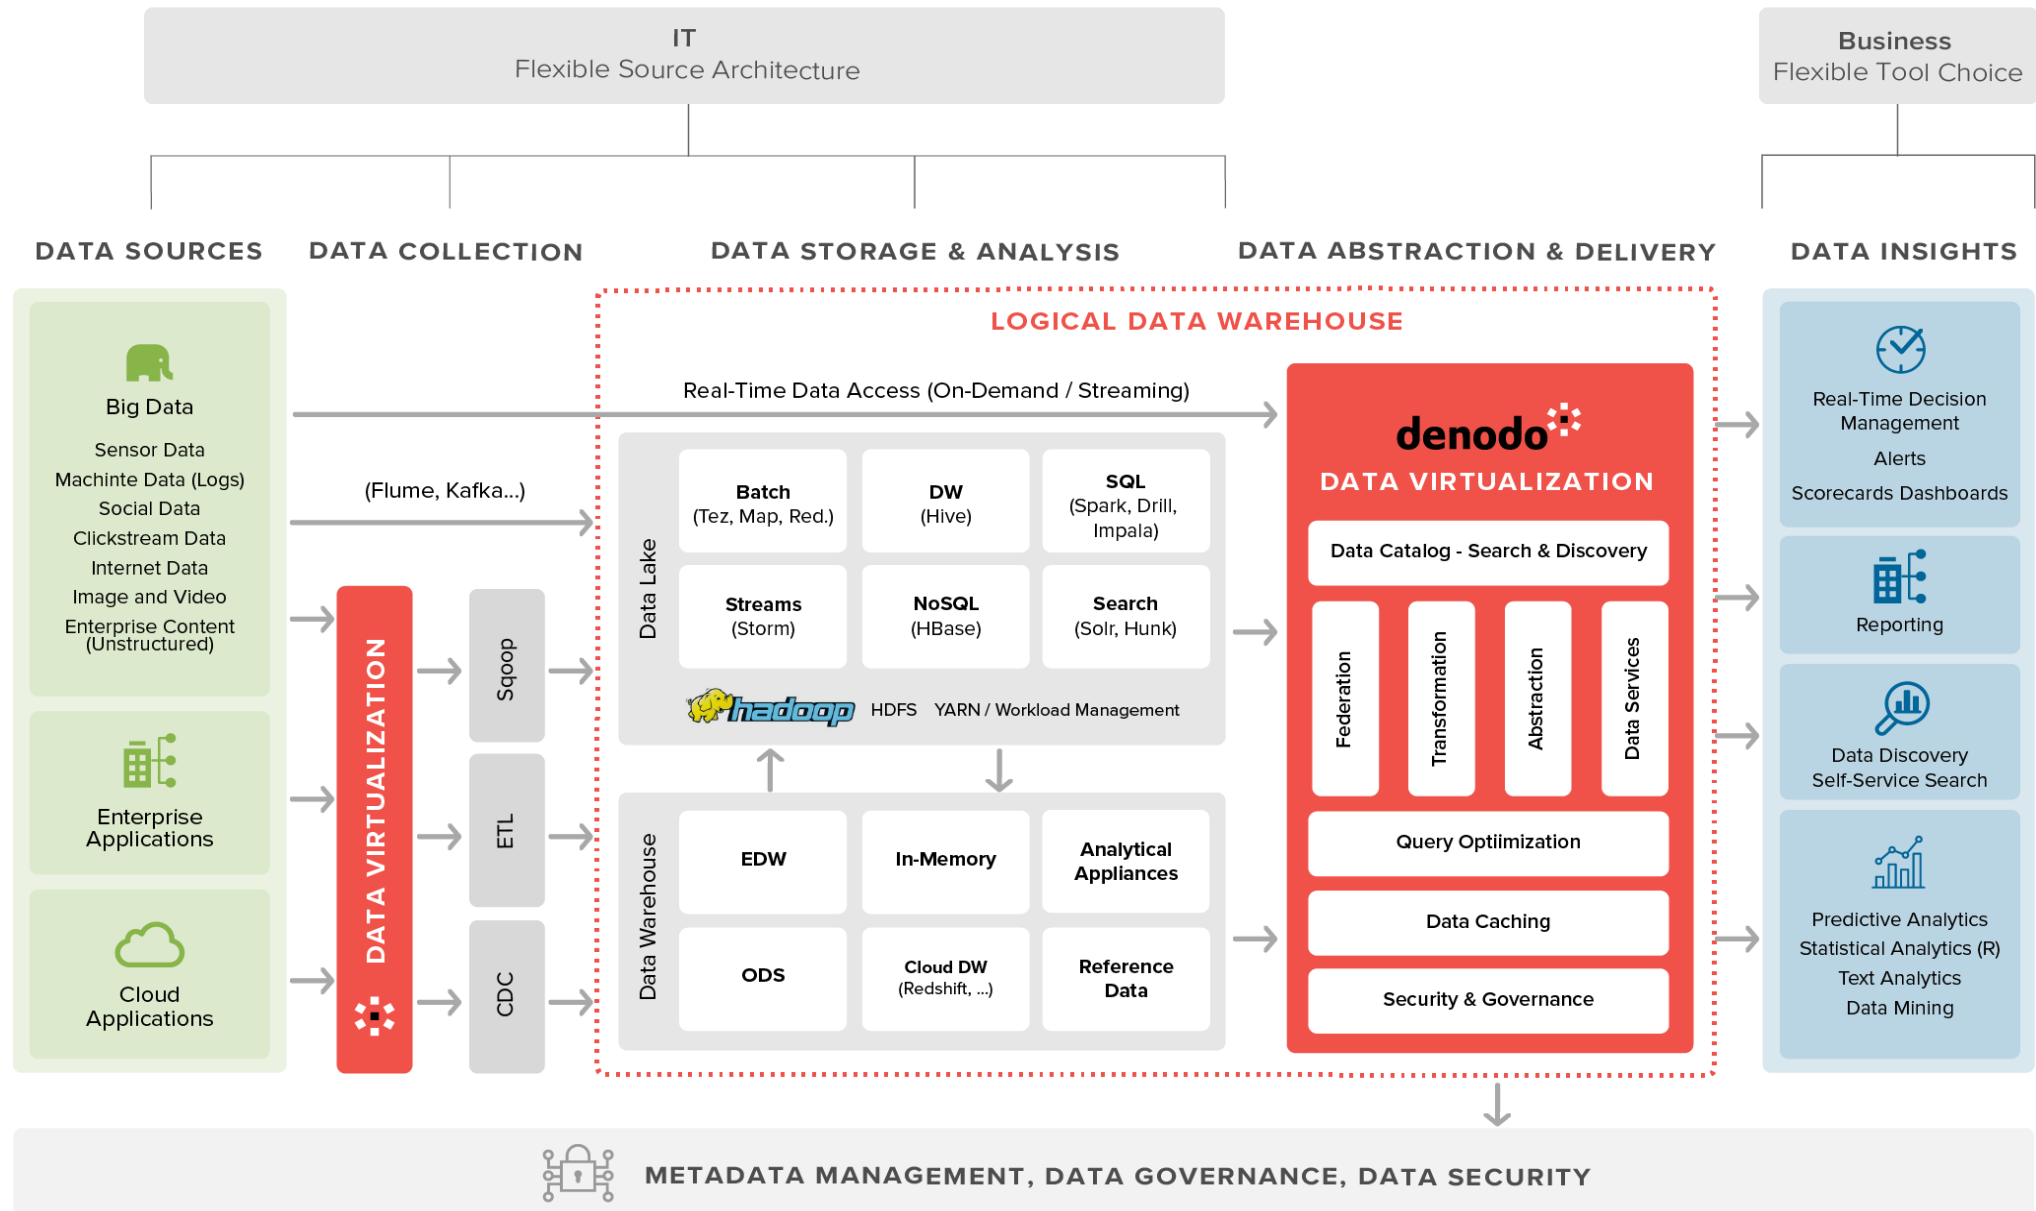 IT
Flexible Source Architecture
Business
Flexible Tool Choice
DATA SOURCES
DATA COLLECTION
DATA STORAGE & ANALYSIS
DATA ABSTRACTION & DELIVERY
DATA INSIGHTS
Big Data
Sensor Data
Machinte Data (Logs)
Social Data
Clickstream Data
Internet Data
Image and Video
Enterprise Content
(Unstructured)
Enterprise
Applications
Cloud
Applications
(Flume, Kafka...)
DATA VIRTUALIZATION
Sqoop
ETL
CDC
LOGICAL DATA WAREHOUSE
Real-Time Data Access (On-Demand / Streaming)
Data Lake
Batch
(Tez, Map, Red.)
DW
(Hive)
SQL
(Spark, Drill,
Impala)
Streams
(Storm)
NoSQL
(HBase)
Search
(Solr, Hunk)
hadoop
HDFS
YARN / Workload Management
Data Warehouse
EDW
In-Memory
Analytical
Appliances
ODS
Cloud DW
(Redshift, ...)
Reference
Data
denodo
DATA VIRTUALIZATION
Data Catalog - Search & Discovery
Federation
Transformation
Abstraction
Data Services
Query Optiimization
Data Caching
Security & Governance
Real-Time Decision
Management
Alerts
Scorecards Dashboards
Reporting
Data Discovery
Self-Service Search
Predictive Analytics
Statistical Analytics (R)
Text Analytics
Data Mining
METADATA MANAGEMENT, DATA GOVERNANCE, DATA SECURITY